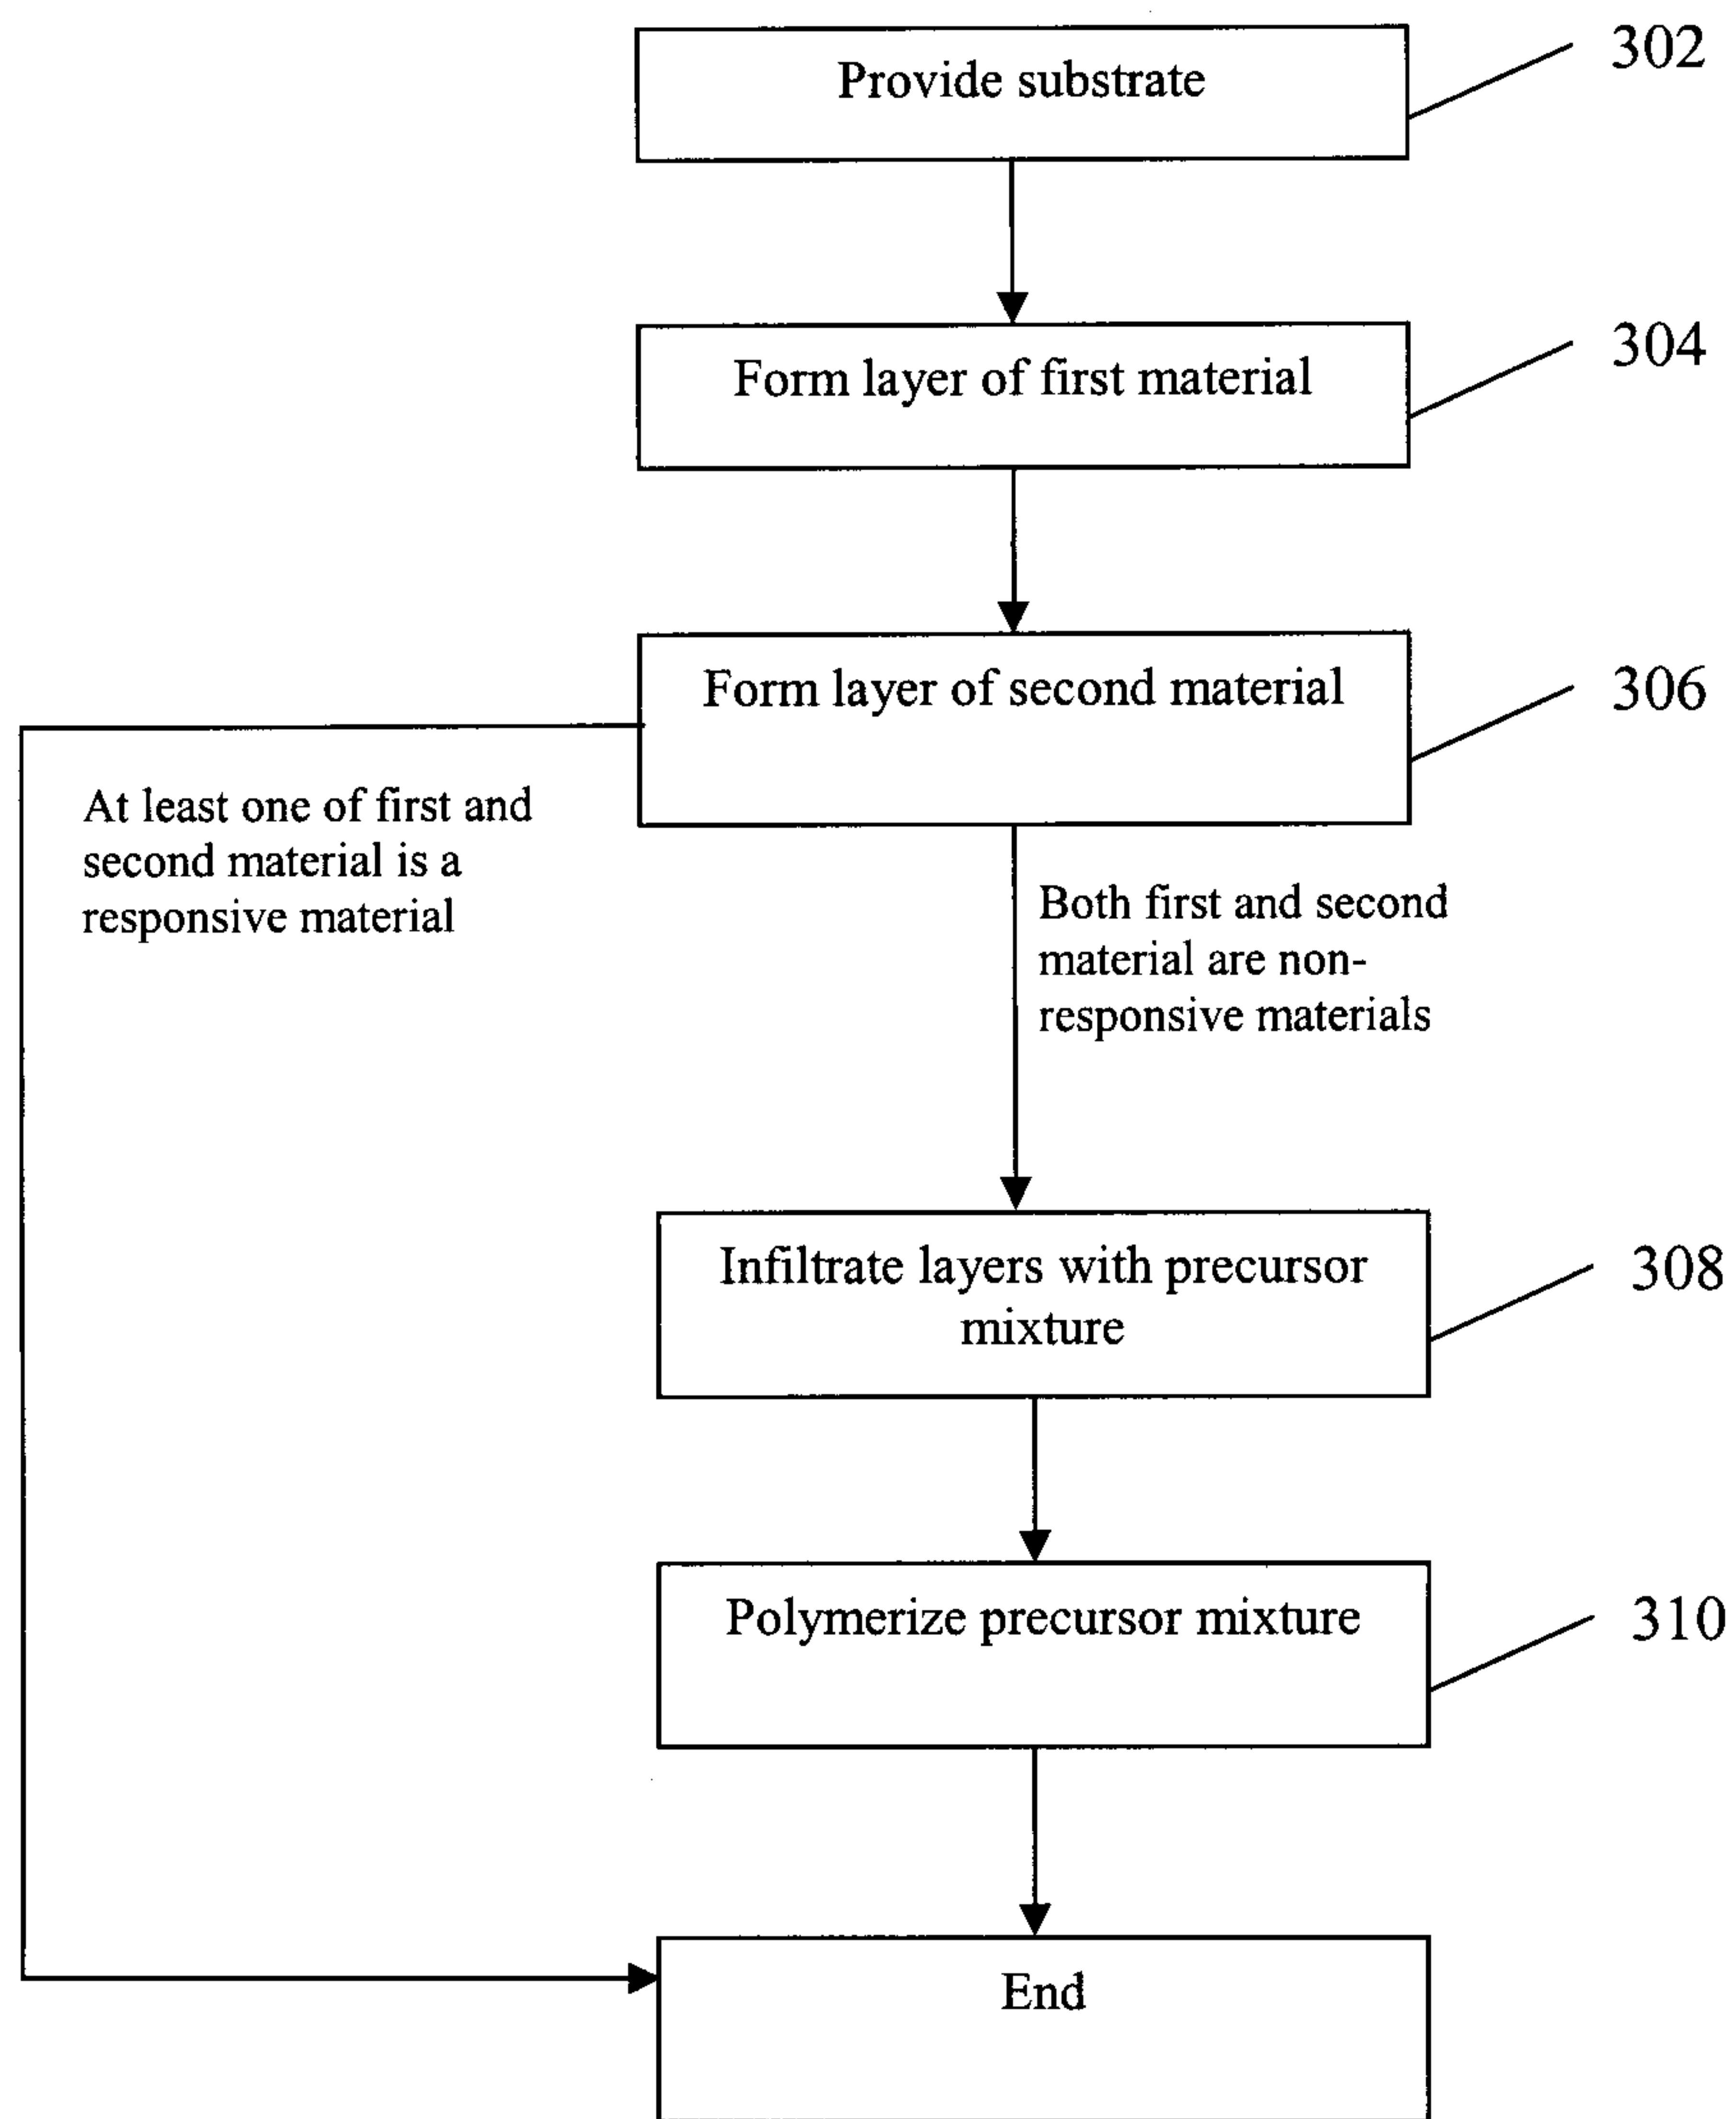 Provide substrate
302
Form layer of first material
304
Form layer of second material
306
At least one of first and
second material is a
responsive material
Both first and second
material are non-
responsive materials
Infiltrate layers with precursor
mixture
308
Polymerize precursor mixture
310
End